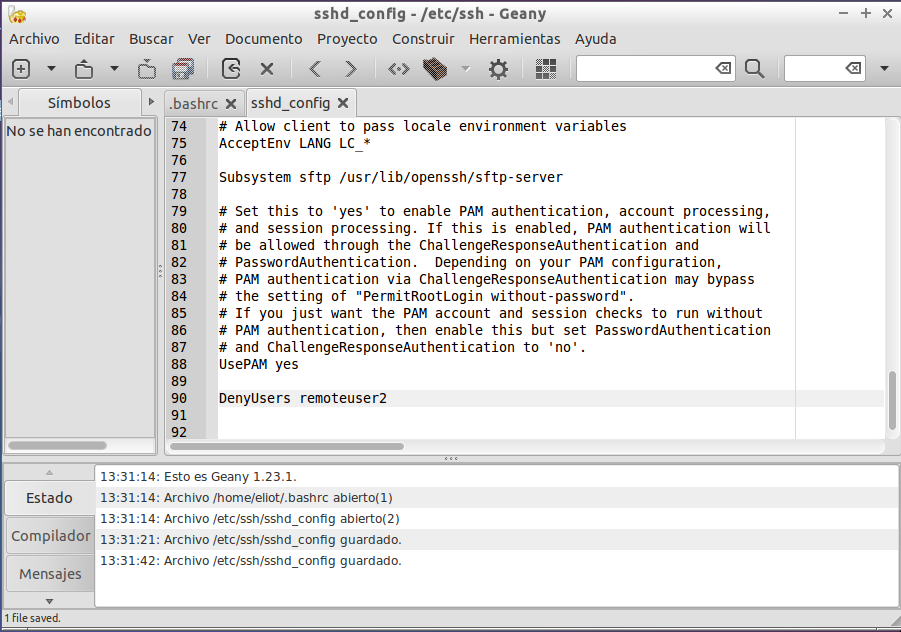 sshd_config - /etc/ssh - Geany
Archivo Editar Buscar Ver Documento Proyecto Construir Herramientas Ayuda
Símbolos
.bashrc
sshd_config
No se han encontrado
74 # Allow client to pass locale environment variables
75 AcceptEnv LANG LC_*
76
77 Subsystem sftp /usr/lib/openssh/sftp-server
78
79 # Set this to 'yes' to enable PAM authentication, account processing,
80 # and session processing. If this is enabled, PAM authentication will
81 # be allowed through the ChallengeResponseAuthentication and
82 # PasswordAuthentication.  Depending on your PAM configuration,
83 # PAM authentication via ChallengeResponseAuthentication may bypass
84 # the setting of "PermitRootLogin without-password".
85 # If you just want the PAM account and session checks to run without
86 # PAM authentication, then enable this but set PasswordAuthentication
87 # and ChallengeResponseAuthentication to 'no'.
88 UsePAM yes
89
90 DenyUsers remoteuser2
91
92
Estado
Compilador
Mensajes
13:31:14: Esto es Geany 1.23.1.
13:31:14: Archivo /home/eliot/.bashrc abierto(1)
13:31:14: Archivo /etc/ssh/sshd_config abierto(2)
13:31:21: Archivo /etc/ssh/sshd_config guardado.
13:31:42: Archivo /etc/ssh/sshd_config guardado.
1 file saved.